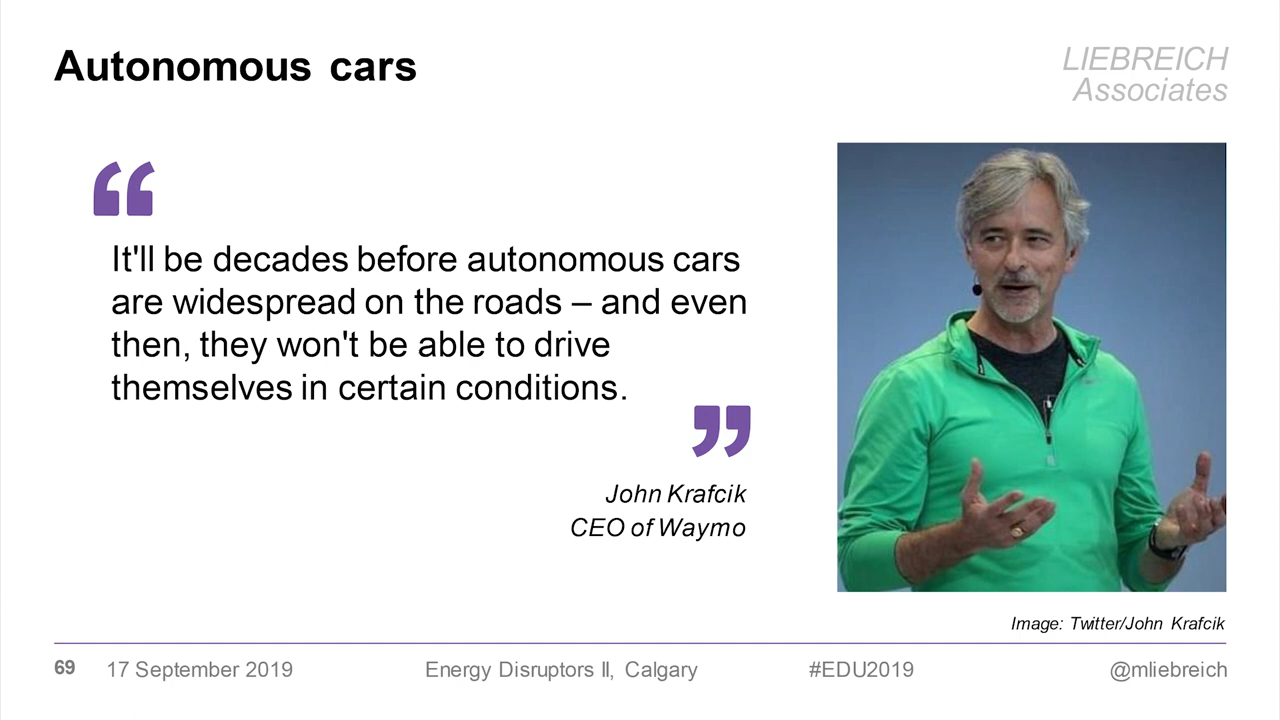 Autonomous cars
LIEBREICH
Associates
“
It'll be decades before autonomous cars
are widespread on the roads – and even
then, they won't be able to drive
themselves in certain conditions.
”
John Krafcik
CEO of Waymo
Image: Twitter/John Krafcik
69 17 September 2019 Energy Disruptors II, Calgary #EDU2019 @mliebreich